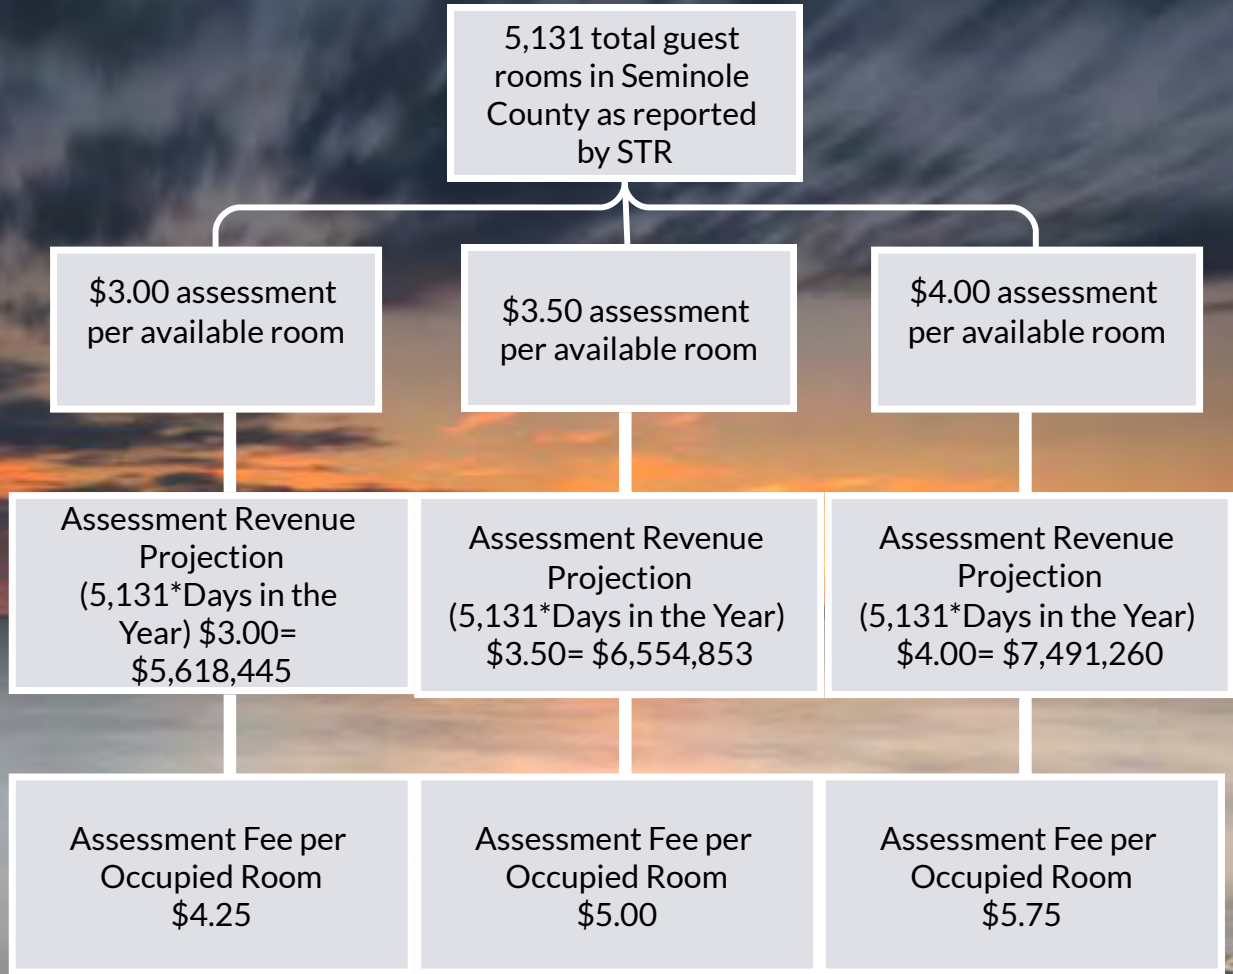 5,131 total guest
rooms in Seminole
County as reported
by STR
$3.00 assessment
per available room
$3.50 assessment
per available room
$4.00 assessment
per available room
Assessment Revenue
Projection
(5,131*Days in the
Year) $3.00=
$5,618,445
Assessment Revenue
Projection
(5,131*Days in the Year)
$3.50= $6,554,853
Assessment Revenue
Projection
(5,131*Days in the Year)
$4.00= $7,491,260
Assessment Fee per
Occupied Room
$4.25
Assessment Fee per
Occupied Room
$5.00
Assessment Fee per
Occupied Room
$5.75